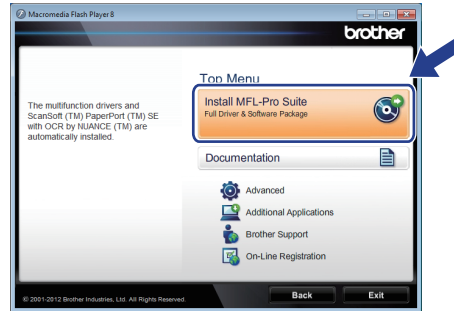 Macromedia Flash Player 8
brother
Top Menu
The multifunction drivers and
ScanSoft (TM) PaperPort (TM) SE
with OCR by NUANCE (TM) are
automatically installed.
Install MFL-Pro Suite
Full Driver & Software Package
Documentation
Advanced
Additional Applications
Brother Support
On-Line Registration
© 2001-2012 Brother Industries, Ltd. All Rights Reserved.
Back
Exit